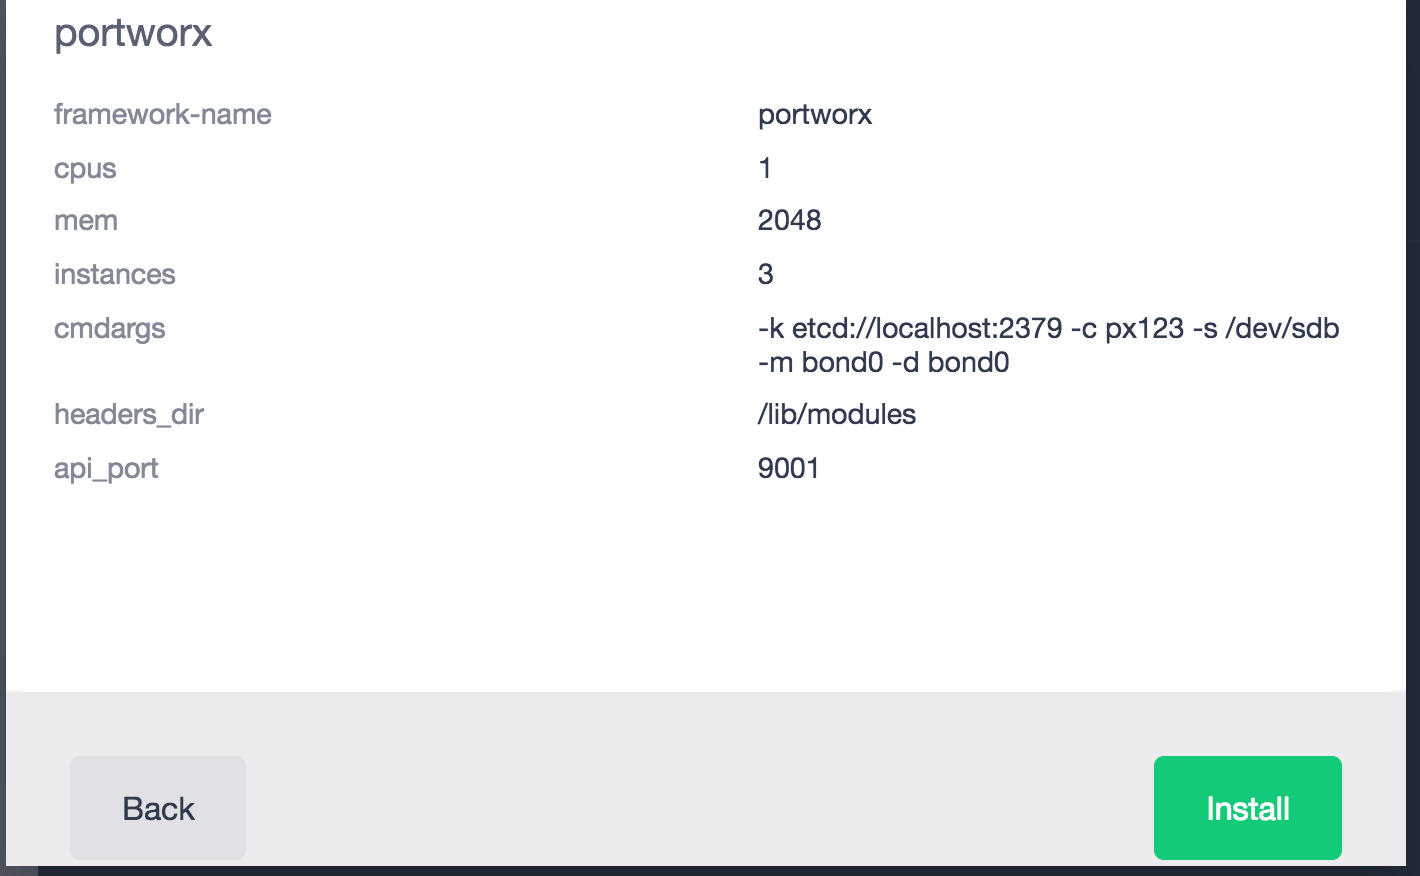 portworx
framework-name portworx
cpus 1
mem 2048
instances 3
cmdargs -k etcd://localhost:2379 -c px123 -s /dev/sdb
-m bond0 -d bond0
headers_dir /lib/modules
api_port 9001
Back Install